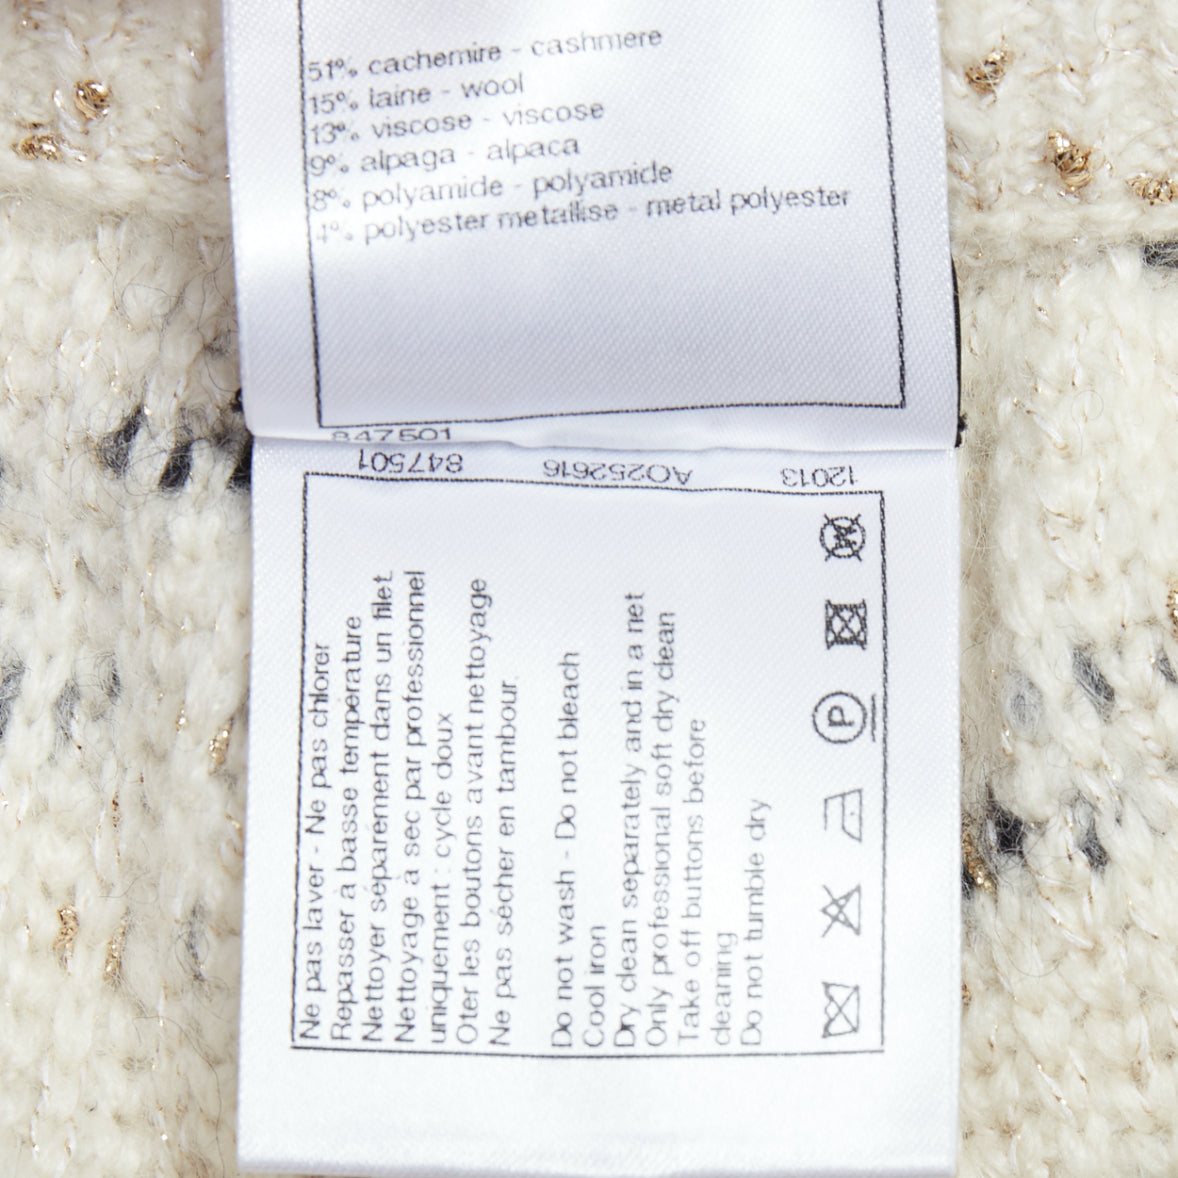 51% cachemire - cashmere
15% laine - wool
13% viscose - viscose
9% alpaga - alpaca
8% polyamide - polyamide
4% polyester metallise - metal polyester
847501
847501 AO252616 12013
Ne pas laver - Ne pas chlorer
Repasser à basse température
Nettoyer séparément dans un filet.
Nettoyage à sec par professionnel
uniquement : cycle doux
Oter les boutons avant nettoyage
Ne pas sécher en tambour.
Do not wash - Do not bleach
Cool iron
Dry clean separately and in a net
Only professional soft dry clean
Take off buttons before
cleaning
Do not tumble dry
P
W